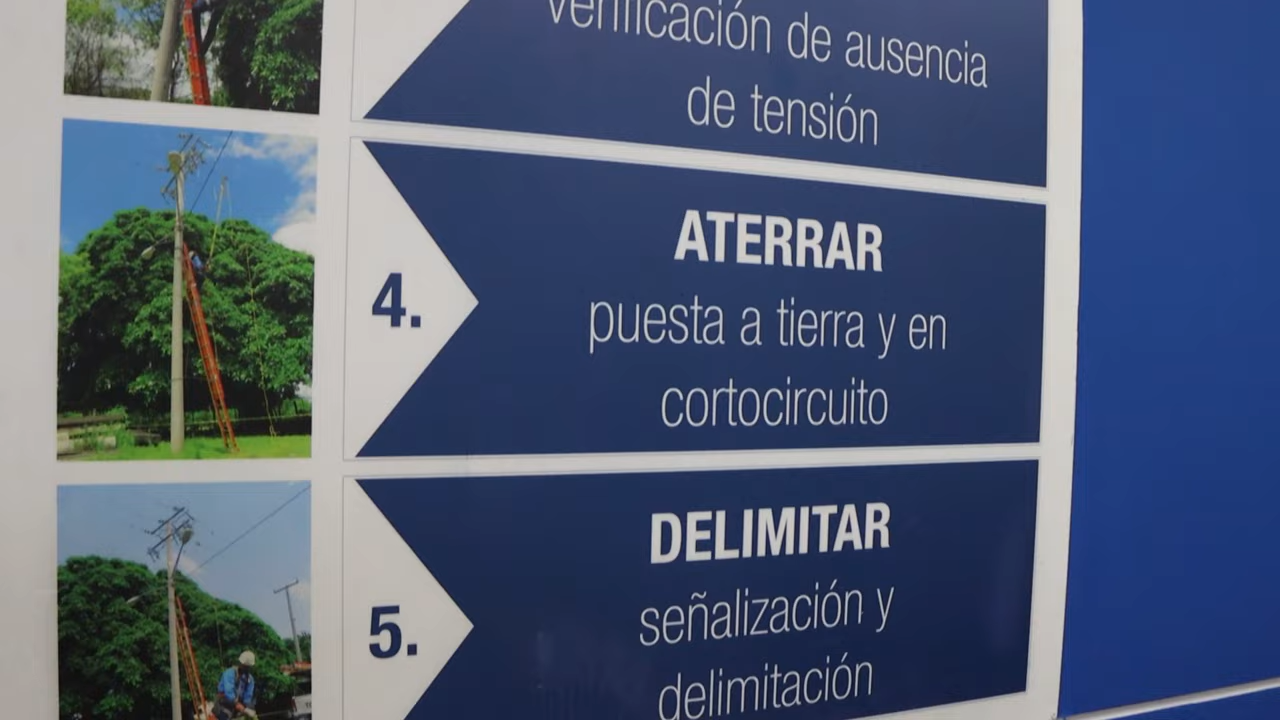 verificación de ausencia
de tensión
4.
ATERRAR
puesta a tierra y en
cortocircuito
5.
DELIMITAR
señalización y
delimitación